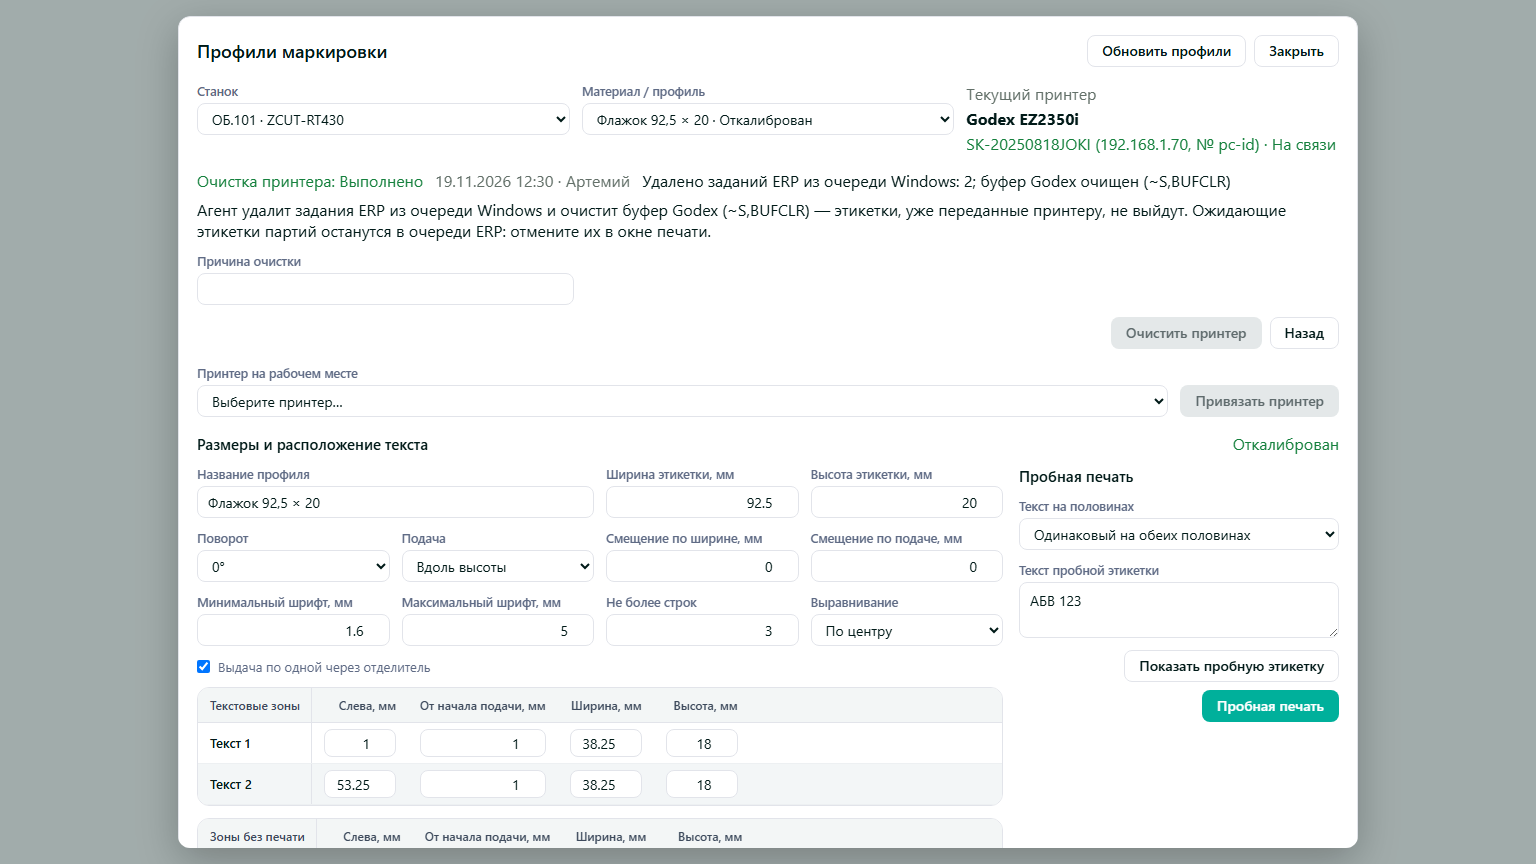 Профили маркировки
Обновить профили
Закрыть
Станок
ОБ.101 · ZCUT-RT430
Материал / профиль
Флажок 92,5 × 20 · Откалиброван
Текущий принтер
Godex EZ2350i
SK-20250818JOKI (192.168.1.70, № pc-id) · На связи
Очистка принтера: Выполнено 19.11.2026 12:30 · Артемий Удалено заданий ERP из очереди Windows: 2; буфер Godex очищен (~S,BUFCLR)
Агент удалит задания ERP из очереди Windows и очистит буфер Godex (~S,BUFCLR) — этикетки, уже переданные принтеру, не выйдут. Ожидающие
этикетки партий останутся в очереди ERP: отмените их в окне печати.
Причина очистки
Очистить принтер
Назад
Принтер на рабочем месте
Выберите принтер...
Привязать принтер
Размеры и расположение текста
Откалиброван
Название профиля
Флажок 92,5 × 20
Ширина этикетки, мм
92.5
Высота этикетки, мм
20
Поворот
0°
Подача
Вдоль высоты
Смещение по ширине, мм
0
Смещение по подаче, мм
0
Минимальный шрифт, мм
1.6
Максимальный шрифт, мм
5
Не более строк
3
Выравнивание
По центру
Выдача по одной через отделитель
Текстовые зоны Слева, мм От начала подачи, мм Ширина, мм Высота, мм
Текст 1 1 1 38.25 18
Текст 2 53.25 1 38.25 18
Зоны без печати Слева, мм От начала подачи, мм Ширина, мм Высота, мм
Пробная печать
Текст на половинах
Одинаковый на обеих половинах
Текст пробной этикетки
АБВ 123
Показать пробную этикетку
Пробная печать